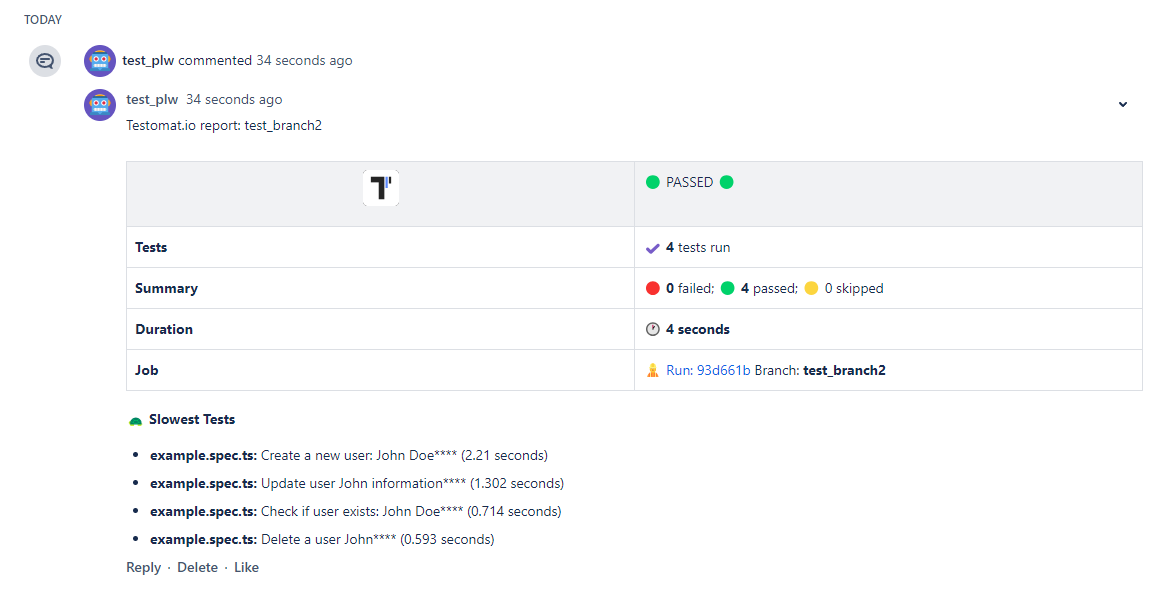 TODAY
test_plw commented 34 seconds ago
test_plw 34 seconds ago
Testomat.io report: test_branch2
T PASSED
Tests 4 tests run
Summary 0 failed; 4 passed; 0 skipped
Duration 4 seconds
Job Run: 93d661b Branch: test_branch2
Slowest Tests
• example.spec.ts: Create a new user: John Doe**** (2.21 seconds)
• example.spec.ts: Update user John information**** (1.302 seconds)
• example.spec.ts: Check if user exists: John Doe**** (0.714 seconds)
• example.spec.ts: Delete a user John**** (0.593 seconds)
Reply · Delete · Like